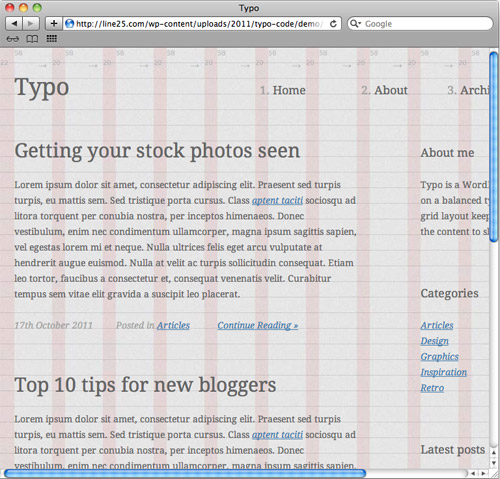 Typo
http://line25.com/wp-content/uploads/2011/typo-code/demo/
Google
Typo
1. Home
2. About
3. Archi
Getting your stock photos seen
Lorem ipsum dolor sit amet, consectetur adipiscing elit. Praesent sed turpis
turpis, eu mattis sem. Sed tristique porta cursus. Class aptent taciti sociosqu ad
litora torquent per conubia nostra, per inceptos himenaeos. Donec
vestibulum, enim nec condimentum ullamcorper, magna ipsum sagittis sapien,
vel egestas lorem mi et neque. Nulla ultrices felis eget arcu vulputate at
hendrerit augue euismod. Nulla at velit ac turpis sollicitudin consequat. Etiam
leo tortor, faucibus a consectetur et, consequat venenatis velit. Curabitur
tempus sem vitae elit gravida a suscipit leo placerat.
17th October 2011
Posted in Articles
Continue Reading »
Top 10 tips for new bloggers
Lorem ipsum dolor sit amet, consectetur adipiscing elit. Praesent sed turpis
turpis, eu mattis sem. Sed tristique porta cursus. Class aptent taciti sociosqu ad
litora torquent per conubia nostra, per inceptos himenaeos. Donec
vestibulum, enim nec condimentum ullamcorper, magna ipsum sagittis sapien,
About me
Typo is a Word
on a balanced ty
grid layout keep
the content to sh
Categories
Articles
Design
Graphics
Inspiration
Retro
Latest posts